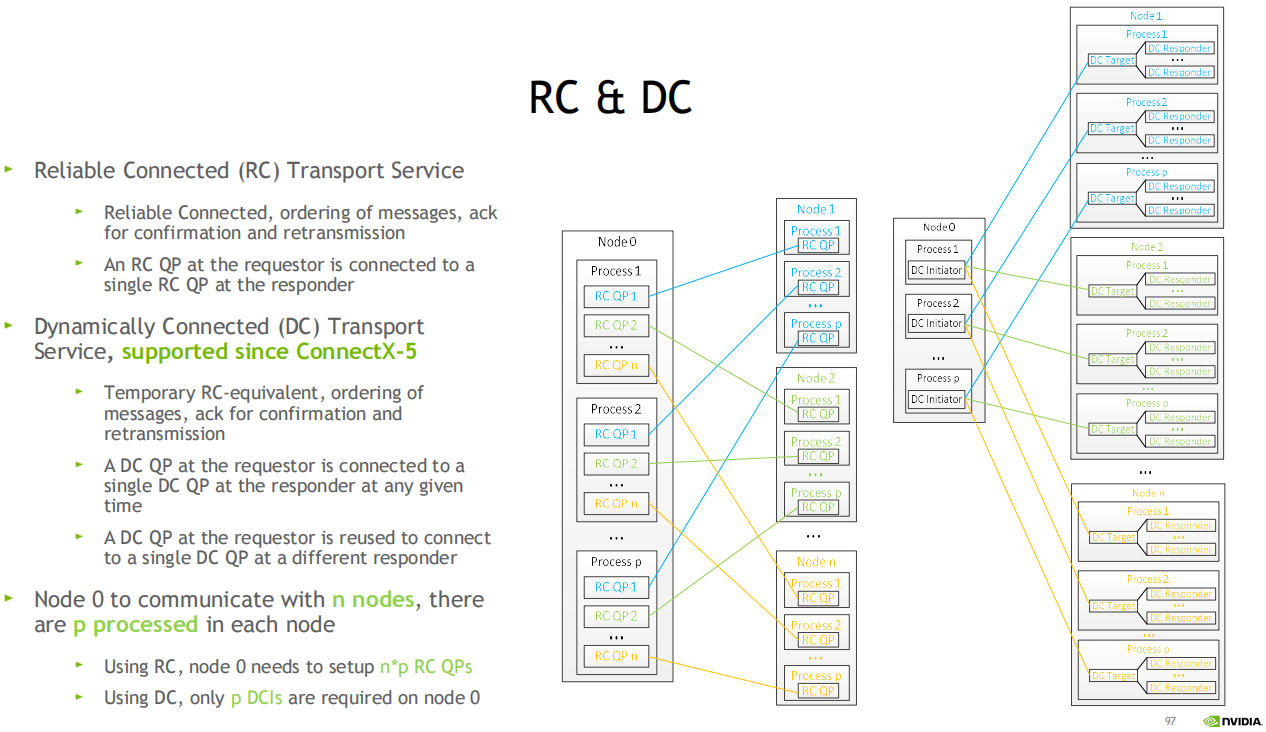 RC & DC
► Reliable Connected (RC) Transport Service
► Reliable Connected, ordering of messages, ack
for confirmation and retransmission
► An RC QP at the requestor is connected to a
single RC QP at the responder
► Dynamically Connected (DC) Transport
Service, supported since ConnectX-5
► Temporary RC-equivalent, ordering of
messages, ack for confirmation and
retransmission
► A DC QP at the requestor is connected to a
single DC QP at the responder at any given
time
► A DC QP at the requestor is reused to connect
to a single DC QP at a different responder
► Node 0 to communicate with n nodes, there
are p processed in each node
► Using RC, node 0 needs to setup n*p RC QPs
► Using DC, only p DCIs are required on node 0
Node 0
Process 1
RC QP 1
RC QP 2
...
RC QP n
Process 2
RC QP 1
RC QP 2
...
RC QP n
...
Process p
RC QP 1
RC QP 2
...
RC QP n
Node 1
Process 1
RC QP
Process 2
RC QP
...
Process p
RC QP
Node 2
Process 1
RC QP
Process 2
RC QP
...
Process p
RC QP
...
Node n
Process 1
RC QP
Process 2
RC QP
...
Process p
RC QP
Node 0
Process 1
DC Initiator
Process 2
DC Initiator
...
Process p
DC Initiator
Node 1
Process 1
DC Responder
DC Target ...
DC Responder
Process 2
DC Responder
DC Target ...
DC Responder
...
Process p
DC Responder
DC Target ...
DC Responder
Node 2
Process 1
DC Responder
DC Target ...
DC Responder
Process 2
DC Responder
DC Target ...
DC Responder
...
Process p
DC Responder
DC Target ...
DC Responder
...
Node n
Process 1
DC Responder
DC Target ...
DC Responder
Process 2
DC Responder
DC Target ...
DC Responder
...
Process p
DC Responder
DC Target ...
DC Responder
97
NVIDIA.